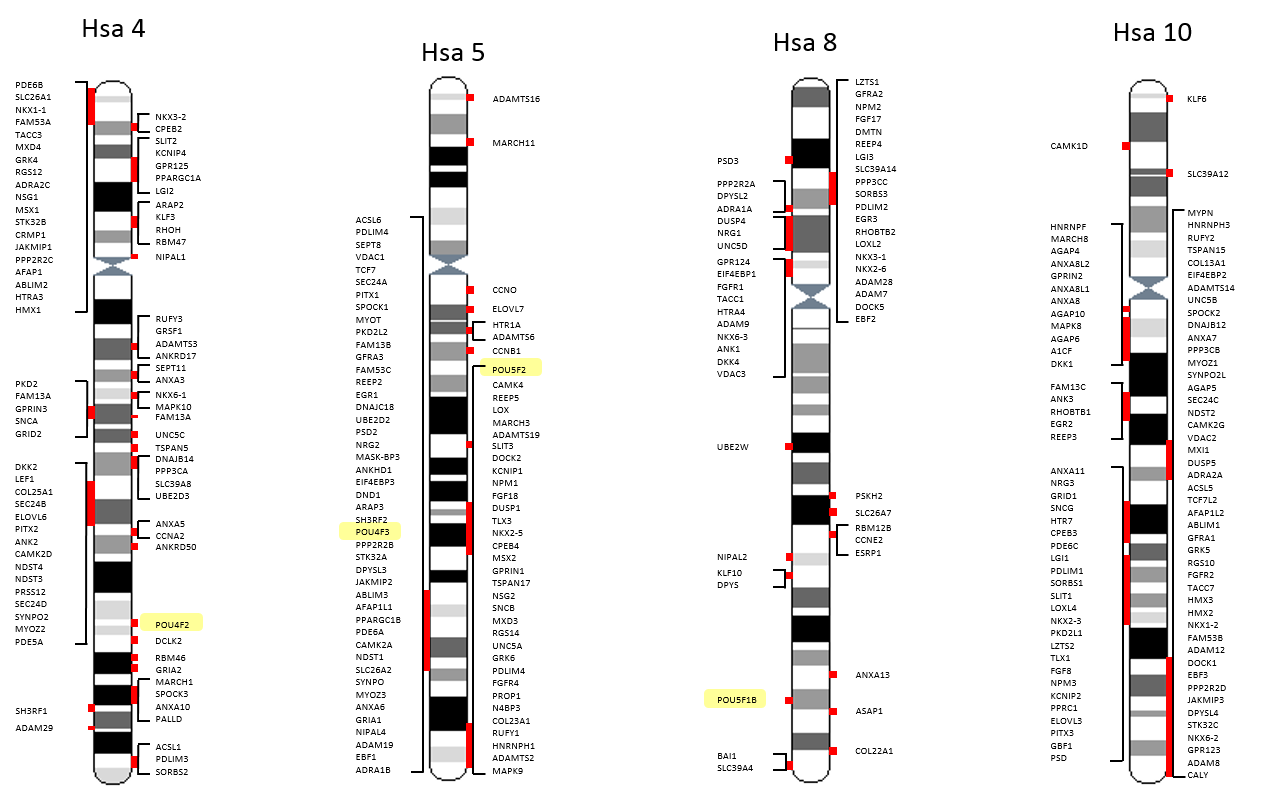 Hsa 4
PDE6B
SLC26A1
NKX1-1
FAM53A
TACC3
MXD4
GRK4
RGS12
ADRA2C
NSG1
MSX1
STK32B
CRMP1
JAKMIP1
PPP2R2C
AFAP1
ABLIM2
HTRA3
HMX1
PKD2
FAM13A
GPRIN3
SNCA
GRID2
DKK2
LEF1
COL25A1
SEC24B
ELOVL6
PITX2
ANK2
CAMK2D
NDST4
NDST3
PRSS12
SEC24D
SYNPO2
MYOZ2
PDE5A
SH3RF1
ADAM29
NKX3-2
CPEB2
SLIT2
KCNIP4
GPR125
PPARGC1A
LGI2
ARAP2
KLF3
RHOH
RBM47
NIPAL1
RUFY3
GRSF1
ADAMTS3
ANKRD17
SEPT11
ANXA3
NKX6-1
MAPK10
FAM13A
UNC5C
TSPAN5
DNAJB14
PPP3CA
SLC39A8
UBE2D3
ANXA5
CCNA2
ANKRD50
POU4F2
DCLK2
RBM46
GRIA2
MARCH1
SPOCK3
ANXA10
PALLD
ACSL1
PDLIM3
SORBS2
Hsa 5
ACSL6
PDLIM4
SEPT8
VDAC1
TCF7
SEC24A
PITX1
SPOCK1
MYOT
PKD2L2
FAM13B
GFRA3
FAM53C
REEP2
EGR1
DNAJC18
UBE2D2
PSD2
NRG2
MASK-BP3
ANKHD1
EIF4EBP3
DND1
ARAP3
SH3RF2
POU4F3
PPP2R2B
STK32A
DPYSL3
JAKMIP2
ABLIM3
AFAP1L1
PPARGC1B
PDE6A
CAMK2A
NDST1
SLC26A2
SYNPO
MYOZ3
ANXA6
GRIA1
NIPAL4
ADAM19
EBF1
ADRA1B
ADAMTS16
MARCH11
CCNO
ELOVL7
HTR1A
ADAMTS6
CCNB1
POU5F2
CAMK4
REEP5
LOX
MARCH3
ADAMTS19
SLIT3
DOCK2
KCNIP1
NPM1
FGF18
DUSP1
TLX3
NKX2-5
CPEB4
MSX2
GPRIN1
TSPAN17
NSG2
SNCB
MXD3
RGS14
UNC5A
GRK6
PDLIM4
FGFR4
PROP1
N4BP3
COL23A1
RUFY1
HNRNPH1
ADAMTS2
MAPK9
Hsa 8
PSD3
PPP2R2A
DPYSL2
ADRA1A
DUSP4
NRG1
UNC5D
GPR124
EIF4EBP1
FGFR1
TACC1
HTRA4
ADAM9
NKX6-3
ANK1
DKK4
VDAC3
UBE2W
NIPAL2
KLF10
DPYS
POU5F1B
BAI1
SLC39A4
LZTS1
GFRA2
NPM2
FGF17
DMTN
REEP4
LGI3
SLC39A14
PPP3CC
SORBS3
PDLIM2
EGR3
RHOBTB2
LOXL2
NKX3-1
NKX2-6
ADAM28
ADAM7
DOCK5
EBF2
PSKH2
SLC26A7
RBM12B
CCNE2
ESRP1
ANXA13
ASAP1
COL22A1
Hsa 10
CAMK1D
HNRNPF
MARCH8
AGAP4
ANXA8L2
GPRIN2
ANXA8L1
ANXA8
AGAP10
MAPK8
AGAP6
A1CF
DKK1
FAM13C
ANK3
RHOBTB1
EGR2
REEP3
ANXA11
NRG3
GRID1
SNCG
HTR7
CPEB3
PDE6C
LGI1
PDLIM1
SORBS1
SLIT1
LOXL4
NKX2-3
PKD2L1
LZTS2
TLX1
FGF8
NPM3
KCNIP2
PPRC1
ELOVL3
PITX3
GBF1
PSD
KLF6
SLC39A12
MYPN
HNRNPH3
RUFY2
TSPAN15
COL13A1
EIF4EBP2
ADAMTS14
UNC5B
SPOCK2
DNAJB12
ANXA7
PPP3CB
MYOZ1
SYNPO2L
AGAP5
SEC24C
NDST2
CAMK2G
VDAC2
MXI1
DUSP5
ADRA2A
ACSL5
TCF7L2
AFAP1L2
ABLIM1
GFRA1
GRK5
RGS10
FGFR2
TACC7
HMX3
HMX2
NKX1-2
FAM53B
ADAM12
DOCK1
EBF3
PPP2R2D
JAKMIP3
DPYSL4
STK32C
NKX6-2
GPR123
ADAM8
CALY